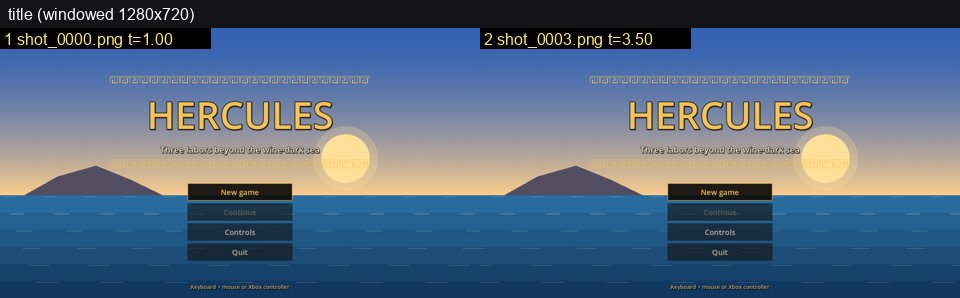 title (windowed 1280x720)
1 shot_0000.png t=1.00
2 shot_0003.png t=3.50
HERCULES
Three labors beyond the wine-dark sea
New game
Continue
Controls
Quit
Keyboard + mouse or Xbox controller
HERCULES
Three labors beyond the wine-dark sea
New game
Continue
Controls
Quit
Keyboard + mouse or Xbox controller